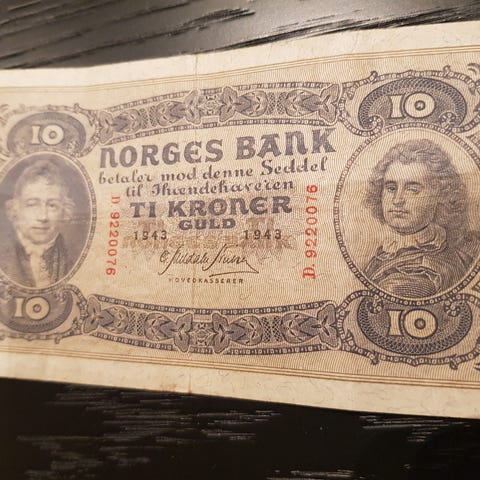 10 10
NORGES BANK
betaler mod denne Seddel
til Ihændehaveren
TI KRONER
GULD
1943 1943
D.9220076 D.9220076
HOVEDKASSERER
10 10